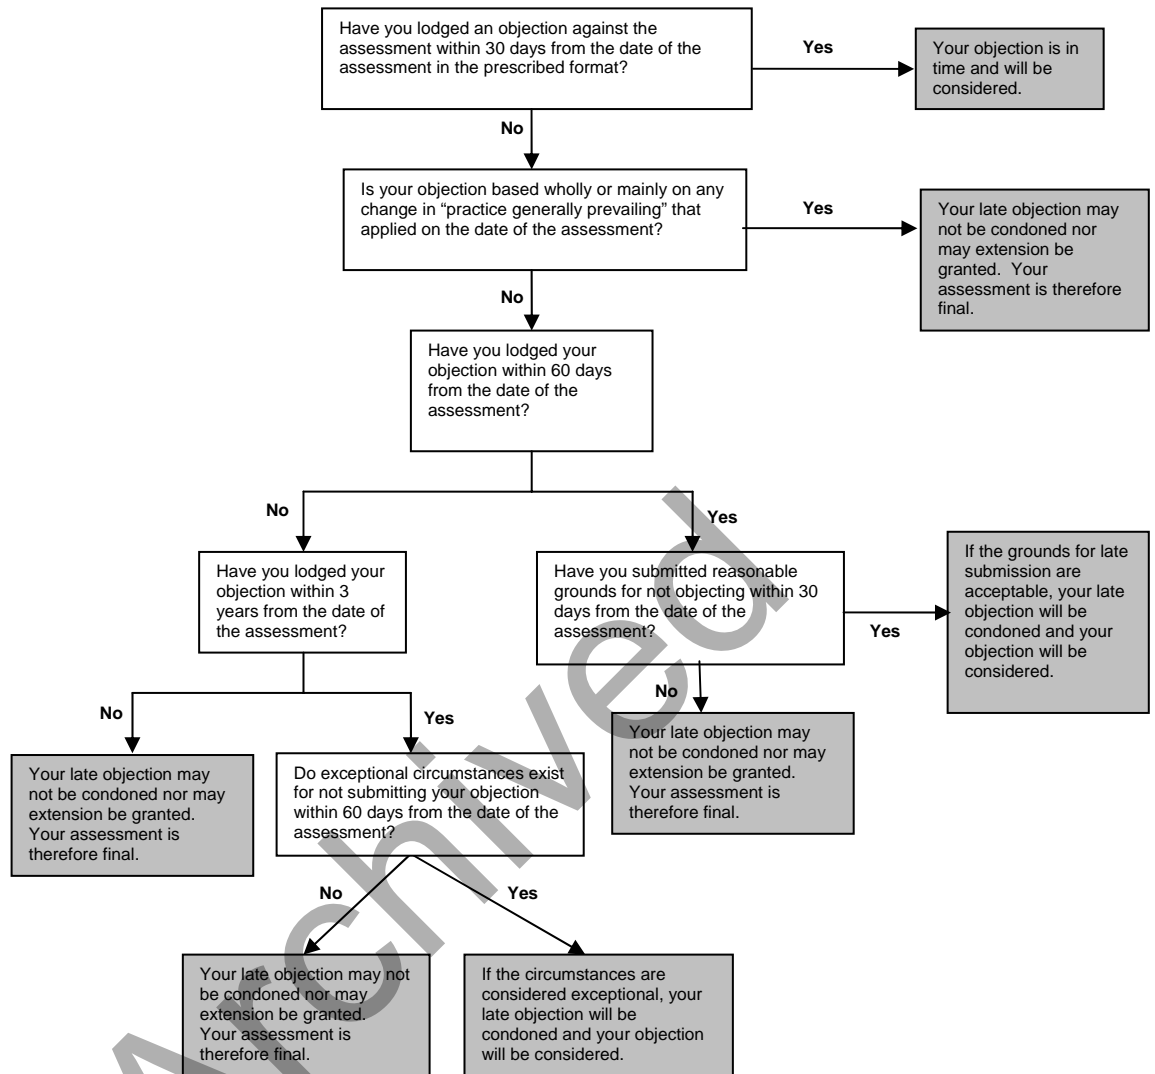 Have you lodged an objection against the
assessment within 30 days from the date of the
assessment in the prescribed format?
Yes
Your objection is in
time and will be
considered.
No
Is your objection based wholly or mainly on any
change in “practice generally prevailing” that
applied on the date of the assessment?
Yes
Your late objection may
not be condoned nor
may extension be
granted.  Your
assessment is therefore
final.
No
Have you lodged your
objection within 60 days
from the date of the
assessment?
No
Yes
Have you lodged your
objection within 3
years from the date of
the assessment?
Have you submitted reasonable
grounds for not objecting within 30
days from the date of the
assessment?
Yes
If the grounds for late
submission are
acceptable, your late
objection will be
condoned and your
objection will be
considered.
No
Yes
No
Your late objection may
not be condoned nor may
extension be granted.
Your assessment is
therefore final.
Do exceptional circumstances exist
for not submitting your objection
within 60 days from the date of the
assessment?
Your late objection may
not be condoned nor may
extension be granted.
Your assessment is
therefore final.
No
Yes
Your late objection may not
be condoned nor may
extension be granted.
Your assessment is
therefore final.
If the circumstances are
considered exceptional, your
late objection will be
condoned and your objection
will be considered.
Archived